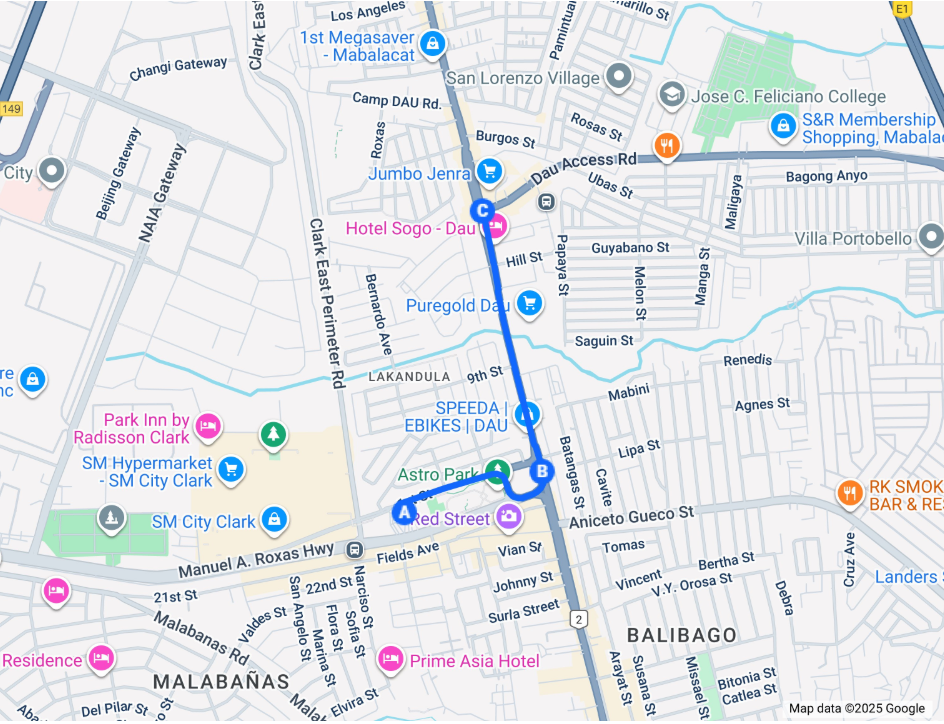 Los Angeles
Amarillo St
E1
1st Megasaver
- Mabalacat
Clark East
Pamintuan
Changi Gateway
San Lorenzo Village
Jose C. Feliciano College
149
Camp DAU Rd.
Roxas
Burgos St
Rosas St
S&R Membership
Shopping, Mabalac
Dau Access Rd
City
Jumbo Jenra
Ubas St
Bagong Anyo
Beijing Gateway
NAIA Gateway
Maligaya
C
Hotel Sogo - Dau
Clark East Perimeter Rd
Hill St
Papaya St
Guyabano St
Villa Portobello
Melon St
Manga St
Bernardo Ave
Puregold Dau
Saguin St
Renedis
re
nc
LAKANDULA
9th St
Mabini
Agnes St
SPEEDA |
EBIKES | DAU
Park Inn by
Radisson Clark
Batangas St
Lipa St
SM Hypermarket
- SM City Clark
Astro Park
B
Cavite
RK SMOK
BAR & RES
1st St
A
Red Street
SM City Clark
Aniceto Gueco St
Manuel A. Roxas Hwy
Fields Ave
Vian St
Tomas
Cruz Ave
Bertha St
22nd St
Johnny St
Vincent
V.Y. Orosa St
Landers S
21st St
San Angelo St
Narciso St
Surla Street
Debra
Valdes St
Flora St
Sofia St
2
Malabanas Rd
Marina St
BALIBAGO
Residence
Prime Asia Hotel
Arayat St
Susana St
Missael St
Bitonia St
MALABAÑAS
Catlea St
Del Pilar St
Elvira St
Malabanas
Map data ©2025 Google